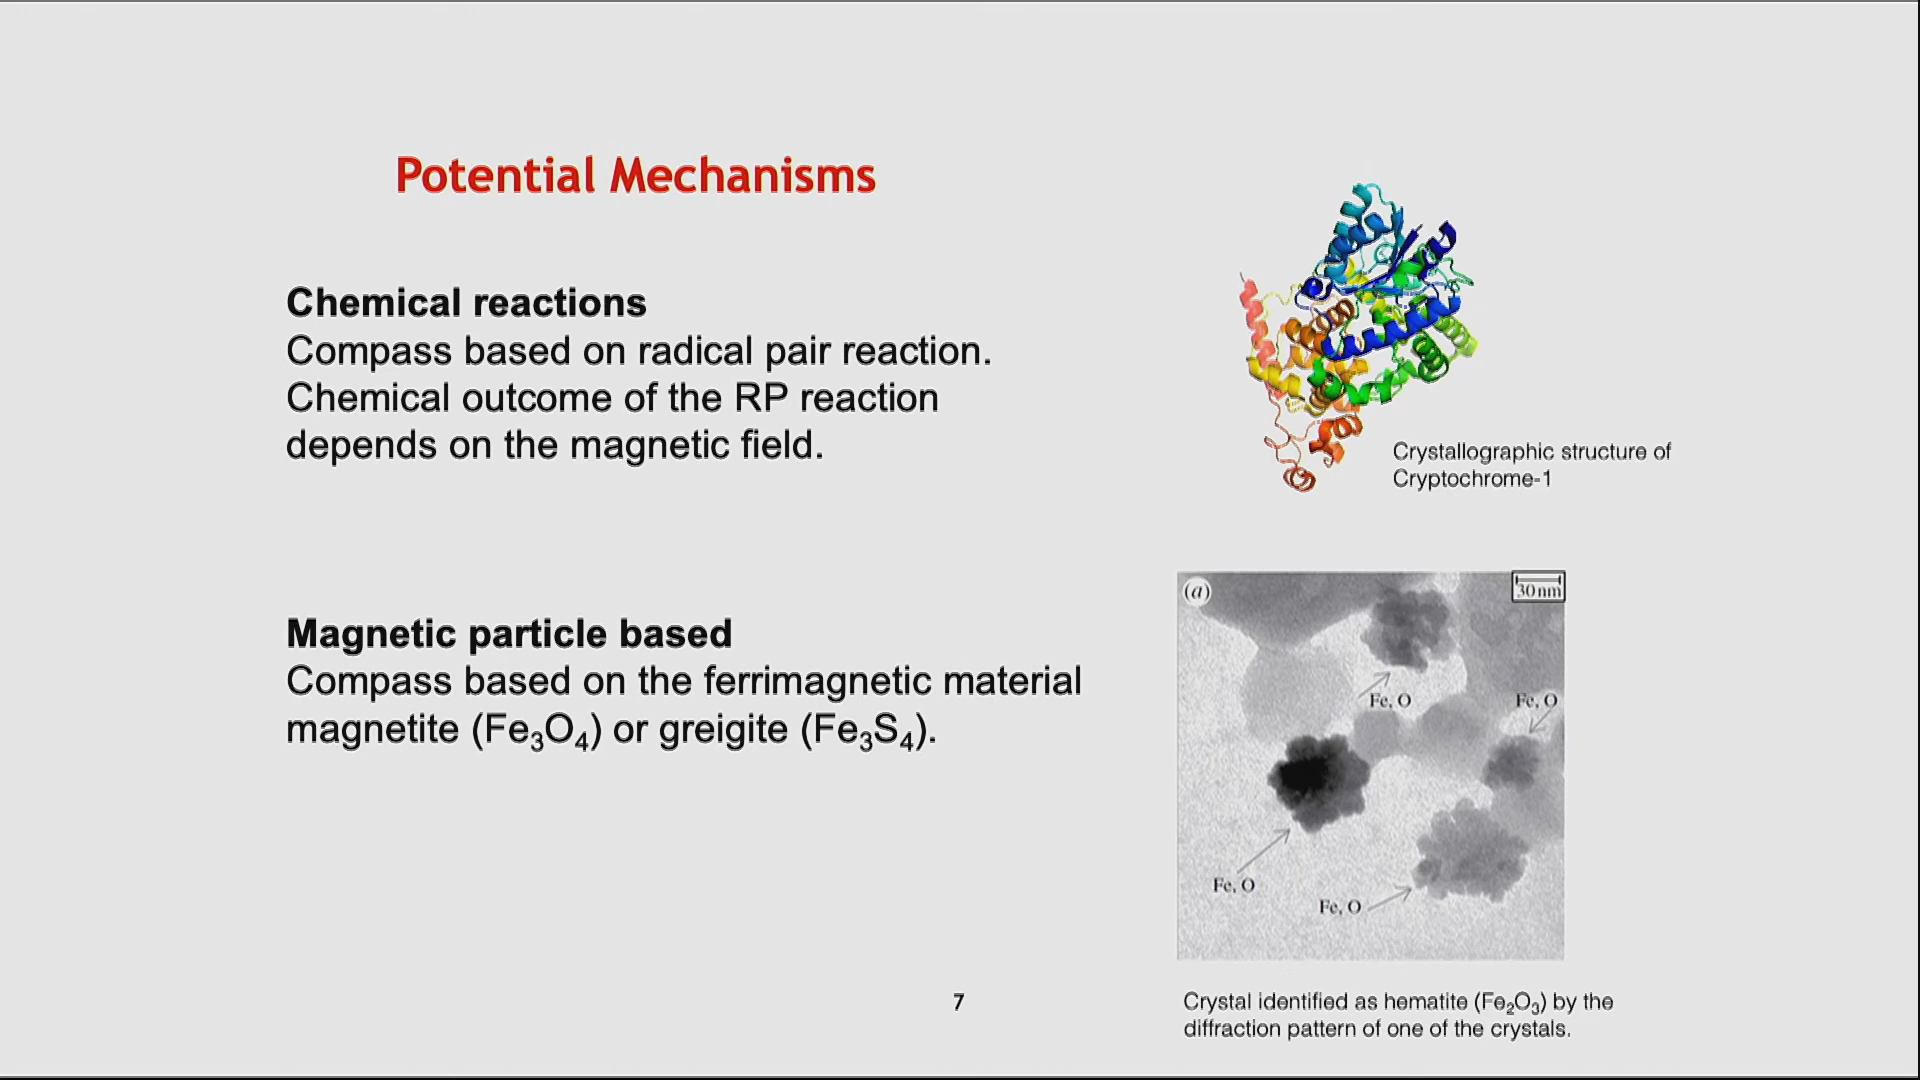 Potential Mechanisms
Chemical reactions
Compass based on radical pair reaction.
Chemical outcome of the RP reaction
depends on the magnetic field.
Crystallographic structure of
Cryptochrome-1
Magnetic particle based
Compass based on the ferrimagnetic material
magnetite (Fe₃O₄) or greigite (Fe₃S₄).
(a)
30nm
Fe, O
Fe, O
Fe, O
Fe, O
Crystal identified as hematite (Fe₂O₃) by the
diffraction pattern of one of the crystals.
7